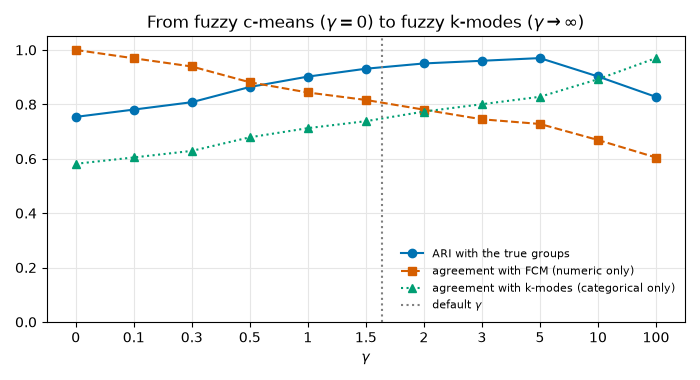 From fuzzy c-means (γ = 0) to fuzzy k-modes (γ → ∞)
1.0
0.8
0.6
0.4
0.2
0.0
ARI with the true groups
agreement with FCM (numeric only)
agreement with k-modes (categorical only)
default γ
0 0.1 0.3 0.5 1 1.5 2 3 5 10 100
γ